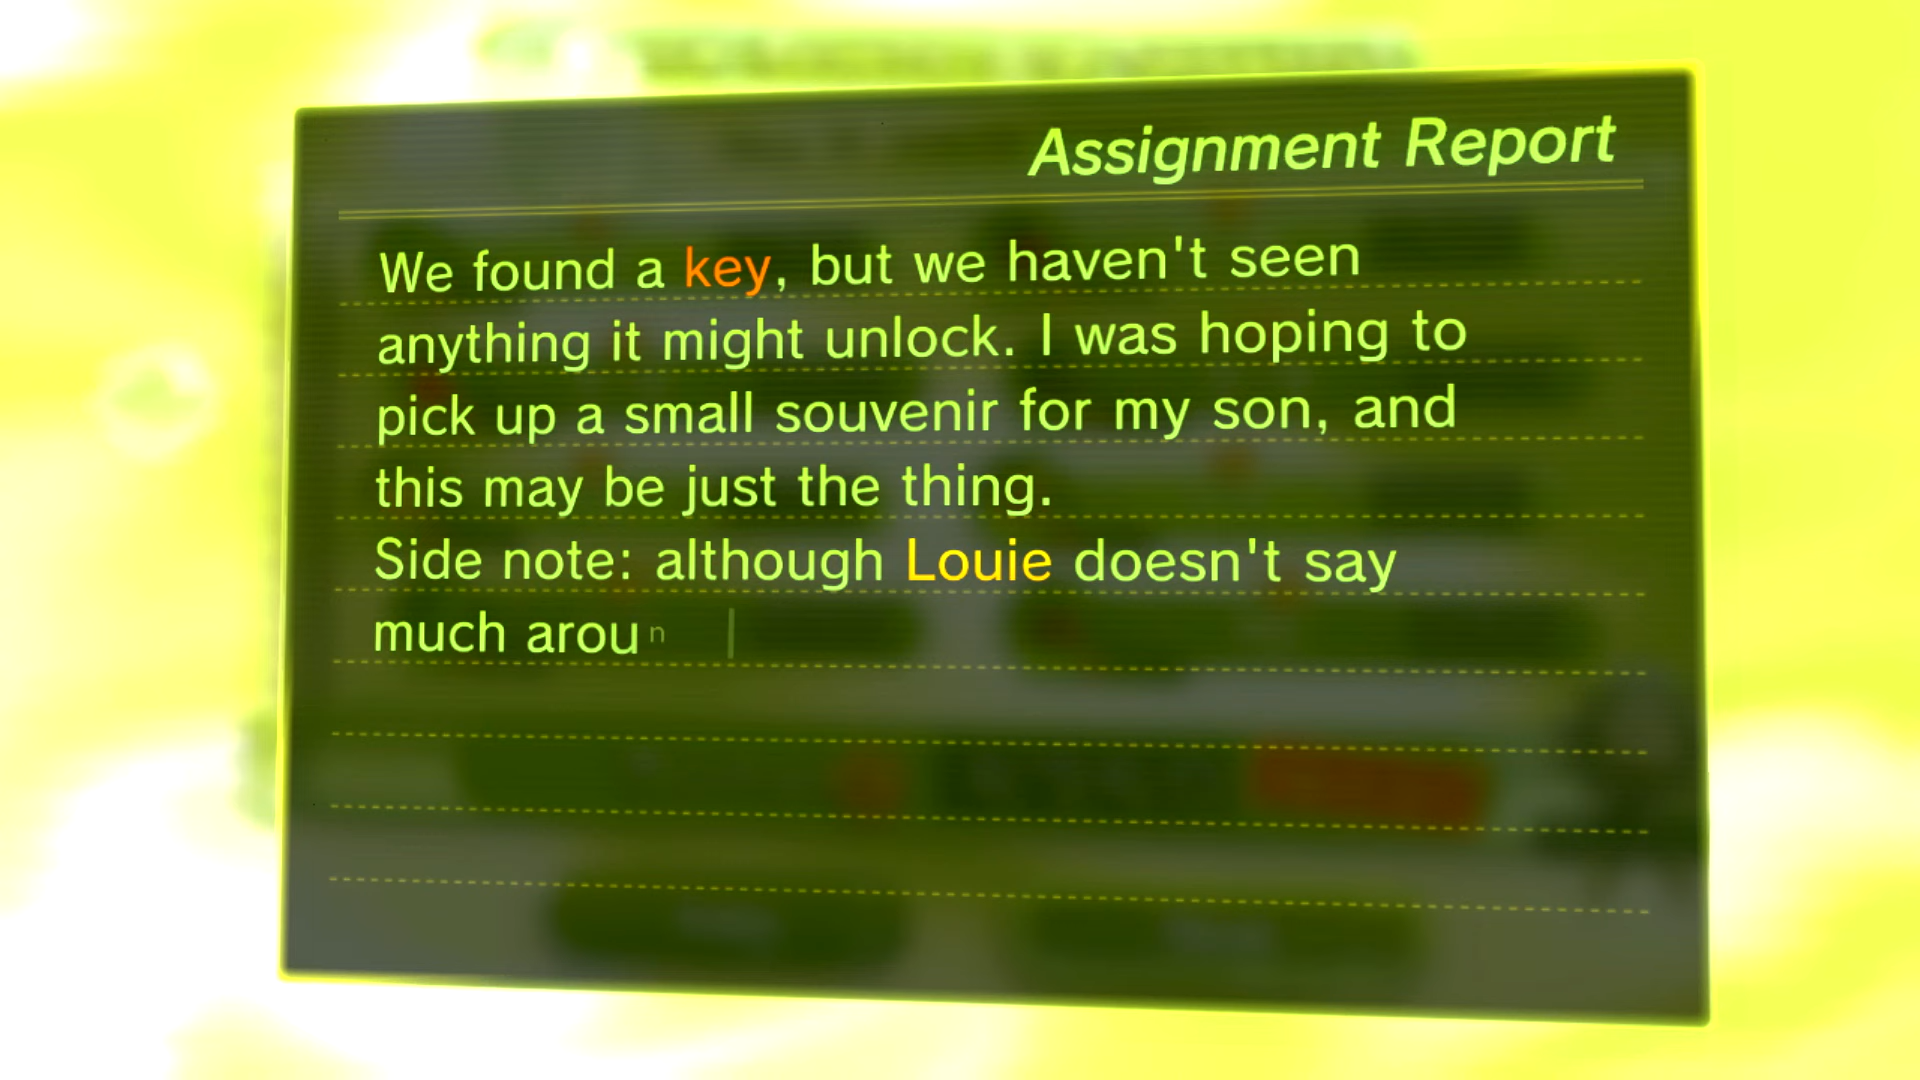 Assignment Report
We found a key, but we haven't seen
anything it might unlock. I was hoping to
pick up a small souvenir for my son, and
this may be just the thing.
Side note: although Louie doesn't say
much aroun